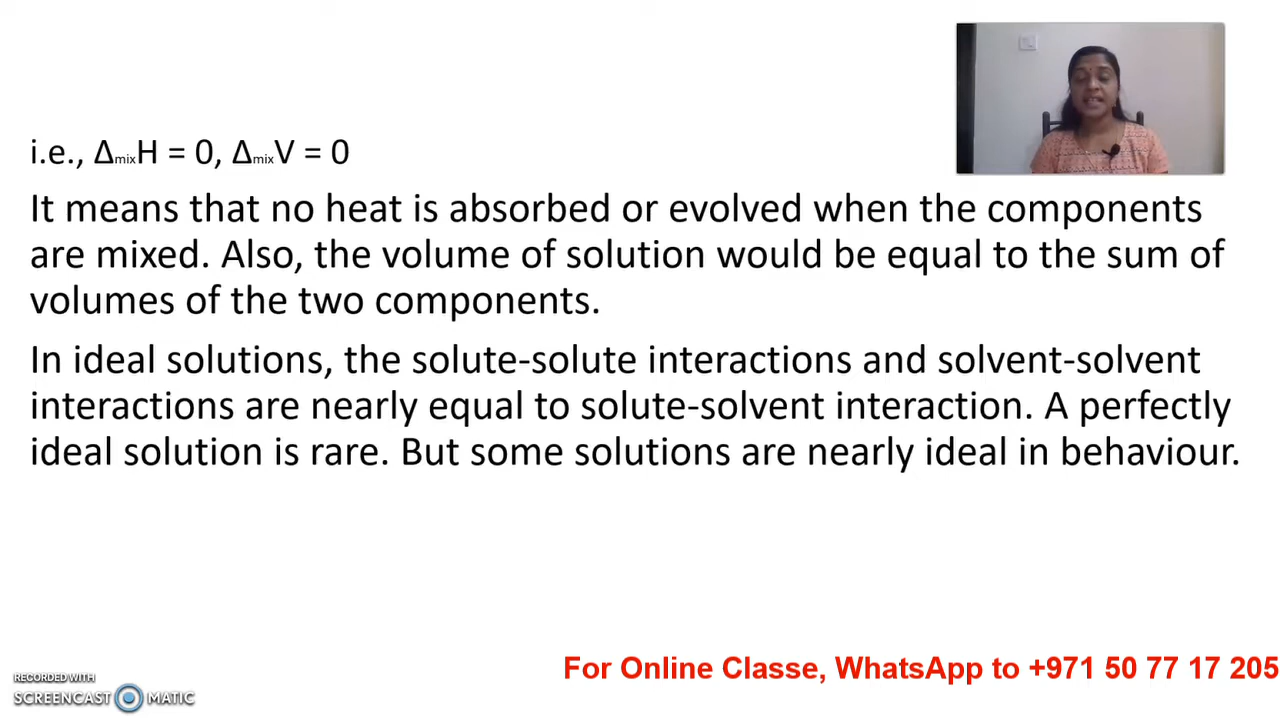 i.e., ΔmixH = 0, ΔmixV = 0
It means that no heat is absorbed or evolved when the components
are mixed. Also, the volume of solution would be equal to the sum of
volumes of the two components.
In ideal solutions, the solute-solute interactions and solvent-solvent
interactions are nearly equal to solute-solvent interaction. A perfectly
ideal solution is rare. But some solutions are nearly ideal in behaviour.
For Online Classe, WhatsApp to +971 50 77 17 205
RECORDED WITH
SCREENCAST MATIC